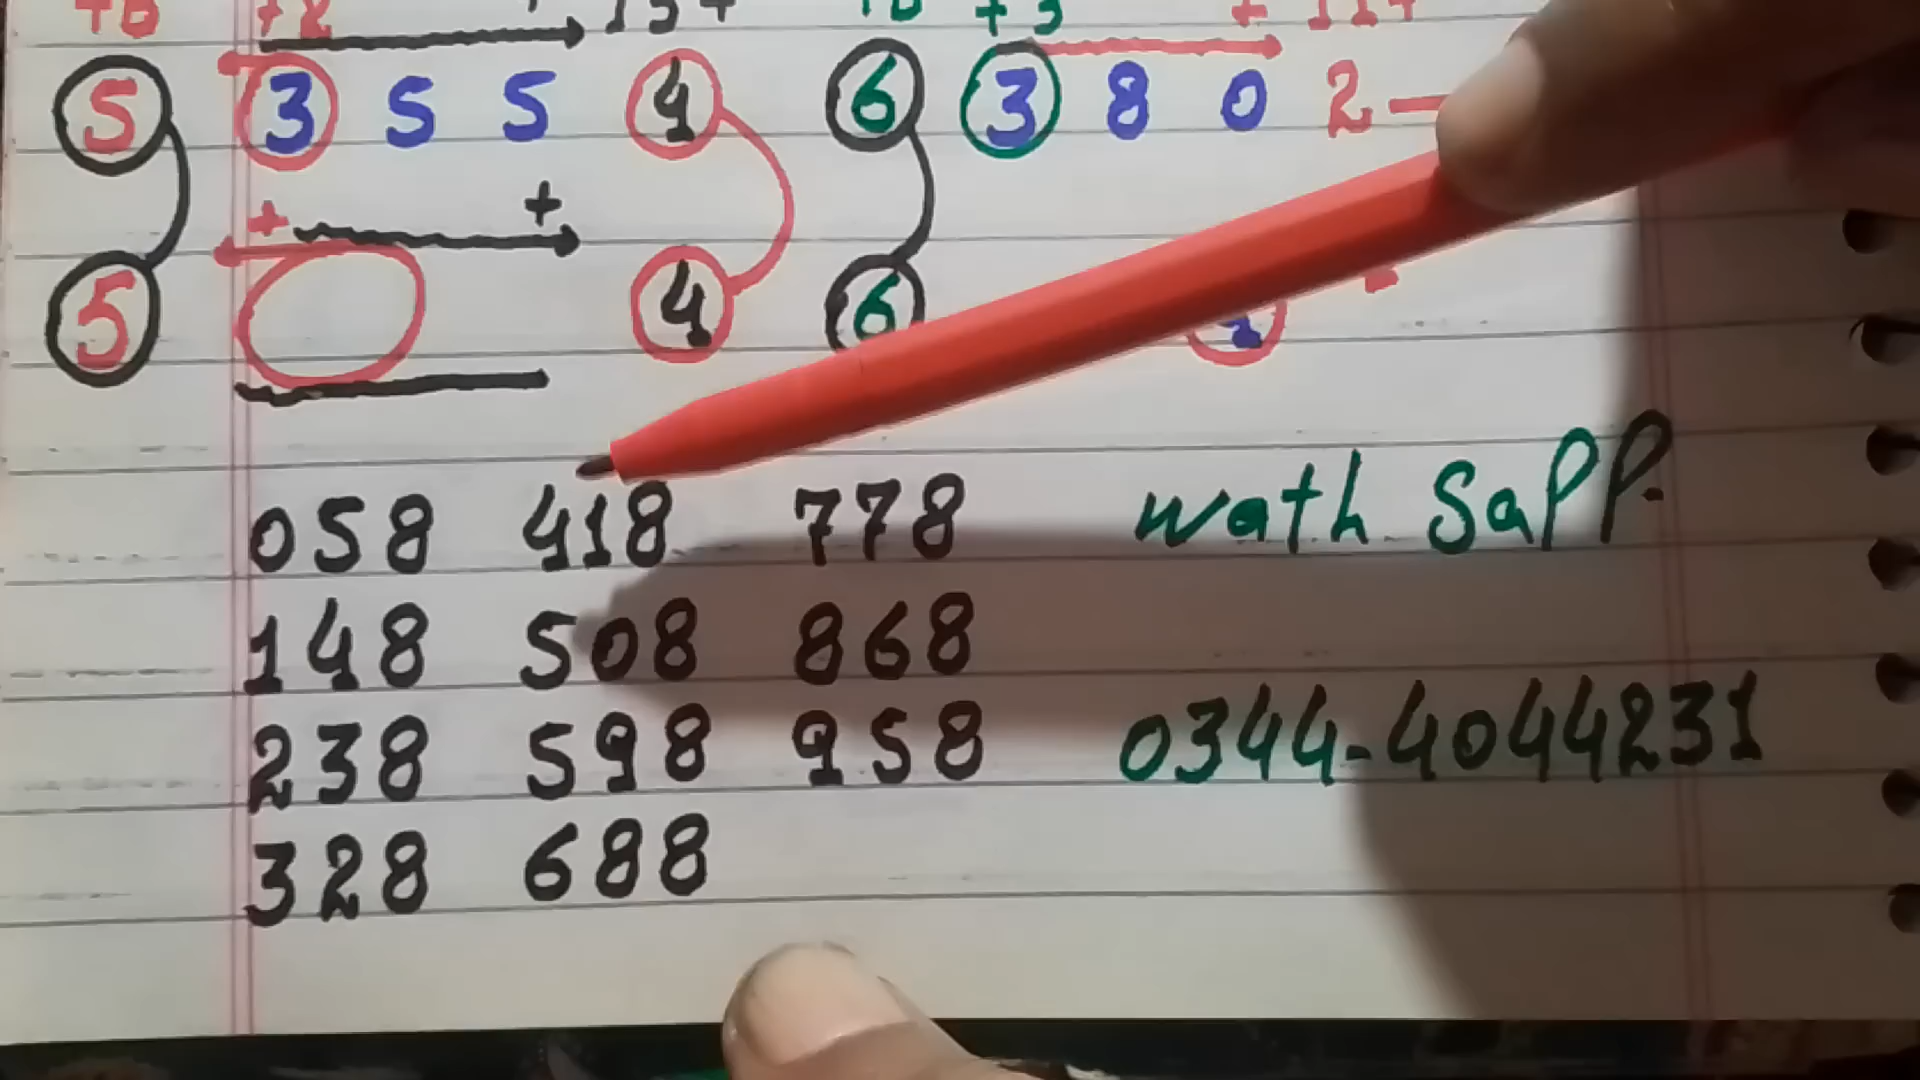 5 3 5 5 4 6 3 8 0 2 –
+ +
5 4 6
058 418 778 wath SaPP.
148 508 868
238 598 958 0344-4044231
328 688